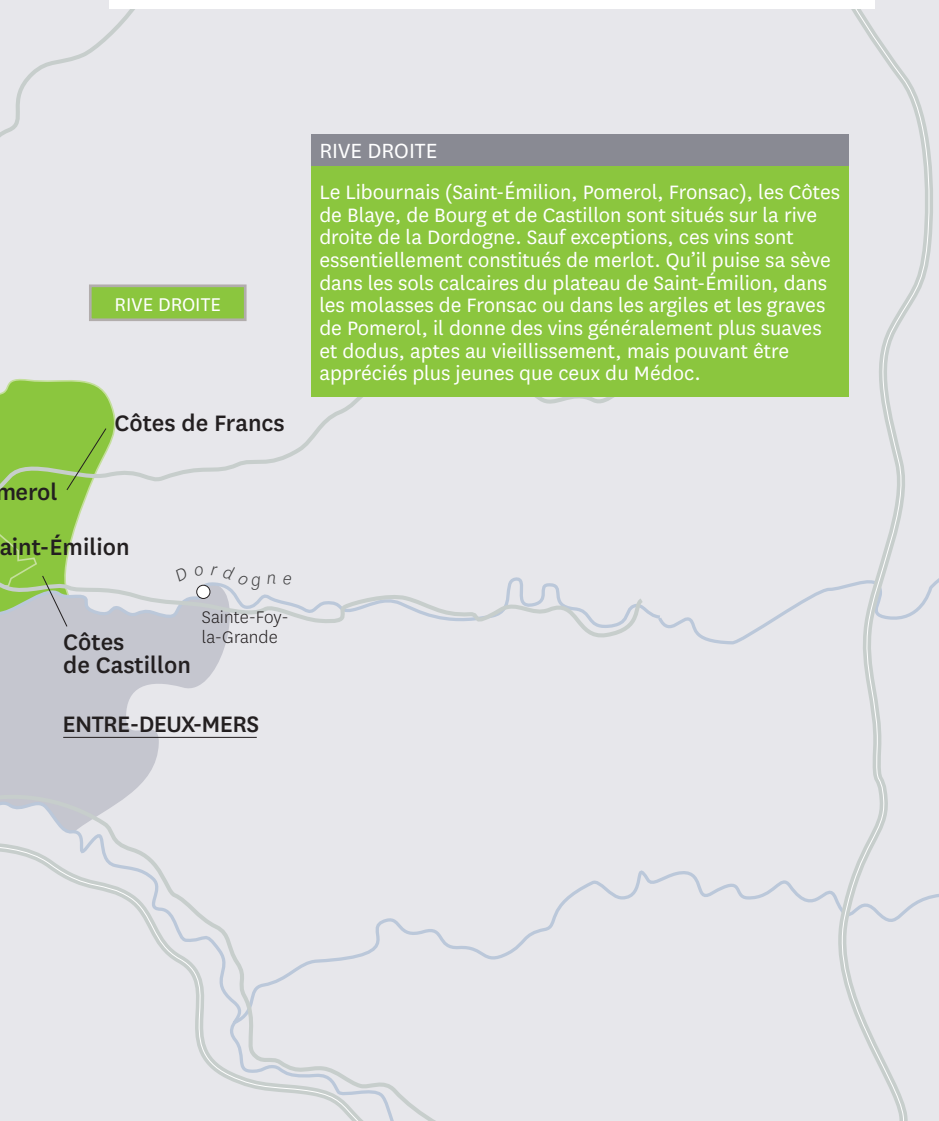 RIVE DROITE
Le Libournais (Saint-Émilion, Pomerol, Fronsac), les Côtes
de Blaye, de Bourg et de Castillon sont situés sur la rive
droite de la Dordogne. Sauf exceptions, ces vins sont
essentiellement constitués de merlot. Qu’il puise sa sève
dans les sols calcaires du plateau de Saint-Émilion, dans
les molasses de Fronsac ou dans les argiles et les graves
de Pomerol, il donne des vins généralement plus suaves
et dodus, aptes au vieillissement, mais pouvant être
appréciés plus jeunes que ceux du Médoc.
RIVE DROITE
Côtes de Francs
merol
aint-Émilion
Dordogne
Sainte-Foy-
la-Grande
Côtes
de Castillon
ENTRE-DEUX-MERS